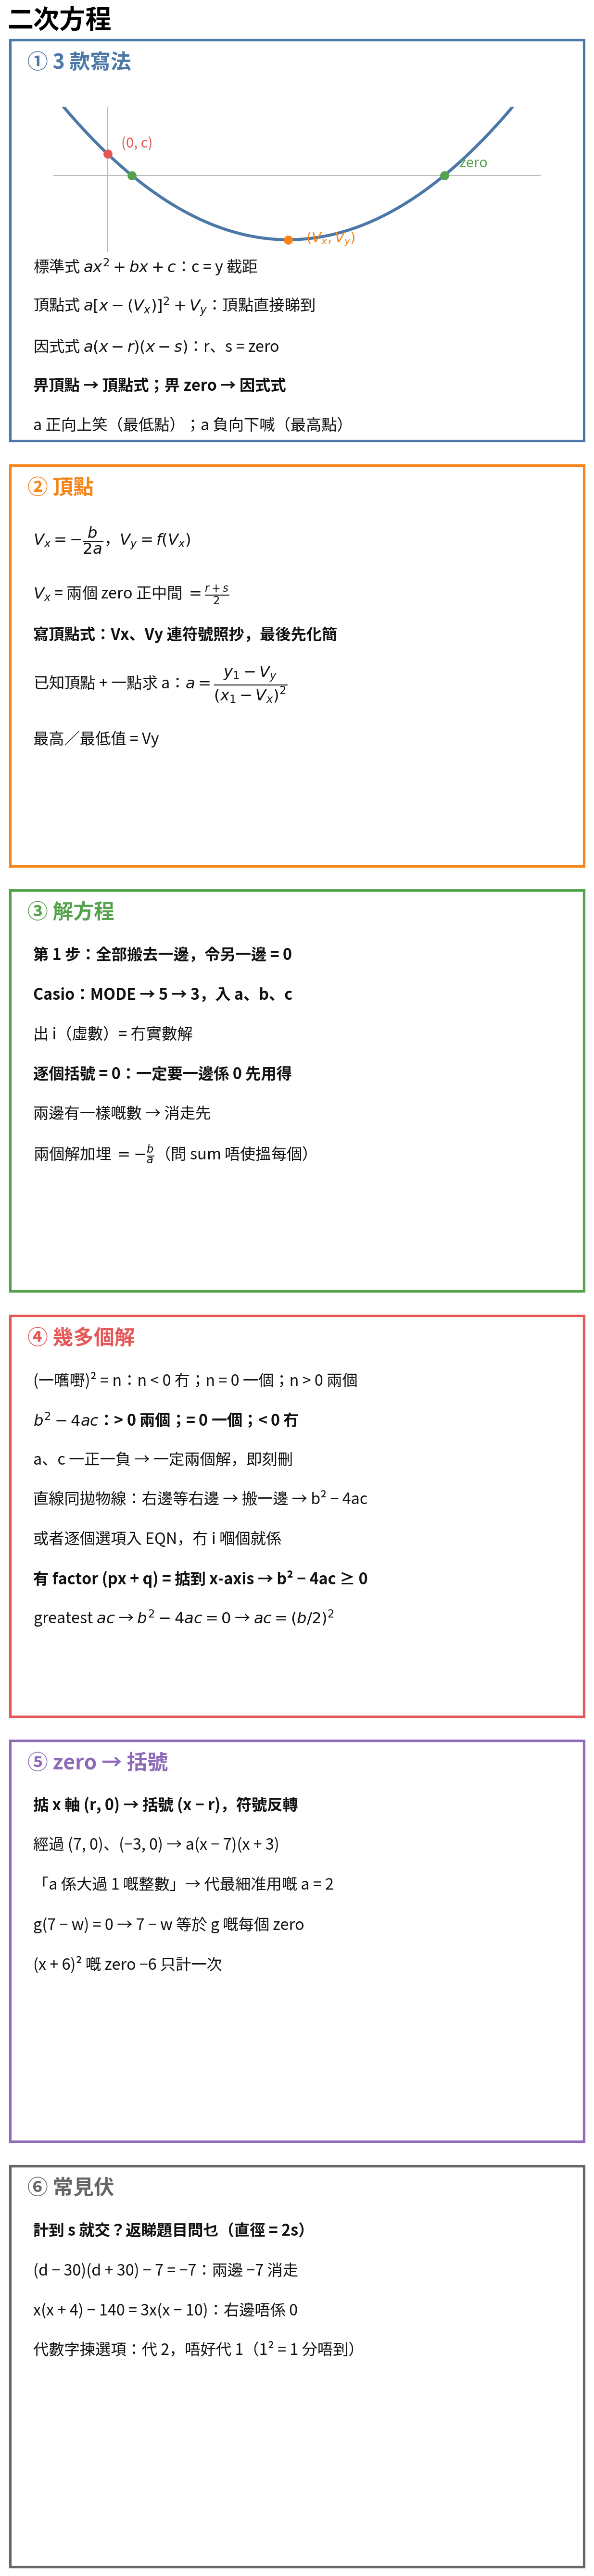 二次方程
① 3 款寫法
(0, c)
zero
(Vₓ, Vᵧ)
標準式 ax² + bx + c：c = y 截距
頂點式 a[x − (Vₓ)]² + Vᵧ：頂點直接睇到
因式式 a(x − r)(x − s)：r、s = zero
畀頂點 → 頂點式；畀 zero → 因式式
a 正向上笑（最低點）；a 負向下喊（最高點）
② 頂點
Vₓ = −b/2a，Vᵧ = f(Vₓ)
Vₓ = 兩個 zero 正中間 = r+s/2
寫頂點式：Vx、Vy 連符號照抄，最後先化簡
已知頂點 + 一點求 a：a = y₁ − Vᵧ/(x₁ − Vₓ)²
最高／最低值 = Vy
③ 解方程
第 1 步：全部搬去一邊，令另一邊 = 0
Casio：MODE → 5 → 3，入 a、b、c
出 i（虛數）= 冇實數解
逐個括號 = 0：一定要一邊係 0 先用得
兩邊有一樣嘅數 → 消走先
兩個解加埋 = −b/a（問 sum 唔使搵每個）
④ 幾多個解
(一嚿嘢)² = n：n < 0 冇；n = 0 一個；n > 0 兩個
b² − 4ac：> 0 兩個；= 0 一個；< 0 冇
a、c 一正一負 → 一定兩個解，即刻刪
直線同拋物線：右邊等右邊 → 搬一邊 → b² − 4ac
或者逐個選項入 EQN，冇 i 嗰個就係
有 factor (px + q) = 掂到 x-axis → b² − 4ac ≥ 0
greatest ac → b² − 4ac = 0 → ac = (b/2)²
⑤ zero → 括號
掂 x 軸 (r, 0) → 括號 (x − r)，符號反轉
經過 (7, 0)、(−3, 0) → a(x − 7)(x + 3)
「a 係大過 1 嘅整數」→ 代最細准用嘅 a = 2
g(7 − w) = 0 → 7 − w 等於 g 嘅每個 zero
(x + 6)² 嘅 zero −6 只計一次
⑥ 常見伏
計到 s 就交？返睇題目問乜（直徑 = 2s）
(d − 30)(d + 30) − 7 = −7：兩邊 −7 消走
x(x + 4) − 140 = 3x(x − 10)：右邊唔係 0
代數字揀選項：代 2，唔好代 1（1² = 1 分唔到）